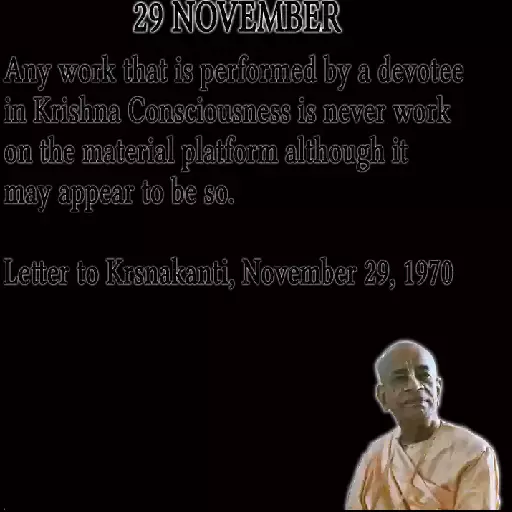 29 NOVEMBER
Any work that is performed by a devotee
in Krishna Consciousness is never work
on the material platform although it
may appear to be so.
Letter to Krsnakanti, November 29, 1970